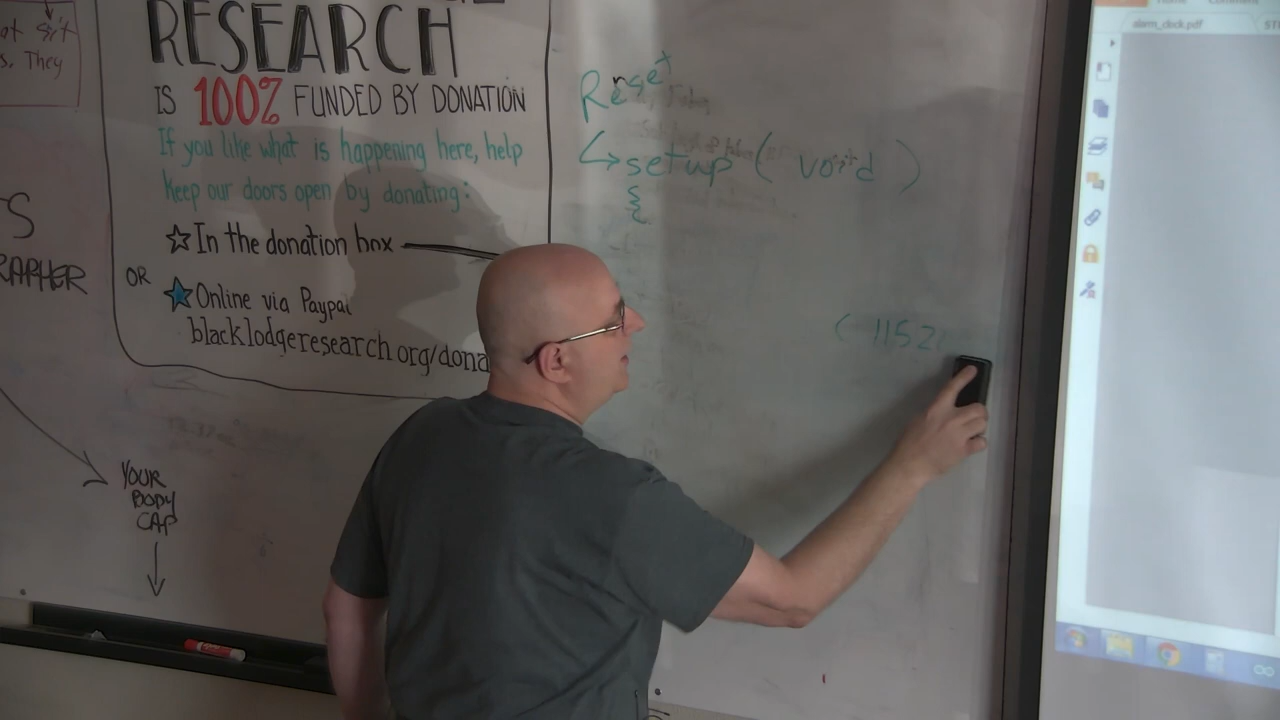 RESEARCH
IS 100% FUNDED BY DONATION
If you like what is happening here, help
keep our doors open by donating:
In the donation box
OR
Online via Paypal
blacklodgeresearch.org/dona
sit
s. They
S
RAPHER
YOUR
BODY
CAP
Reset
setup ( void )
{
( 1152
alarm_clock.pdf